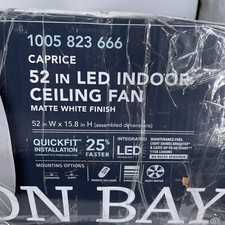 1005 823 666
CAPRICE
52 IN LED INDOOR
CEILING FAN
MATTE WHITE FINISH
52 in W x 15.8 in H (assembled dimensions)
QUICKFIT
INSTALLATION
25%
FASTER
INTEGRATED
LED
MOUNTING OPTIONS
ON BAY